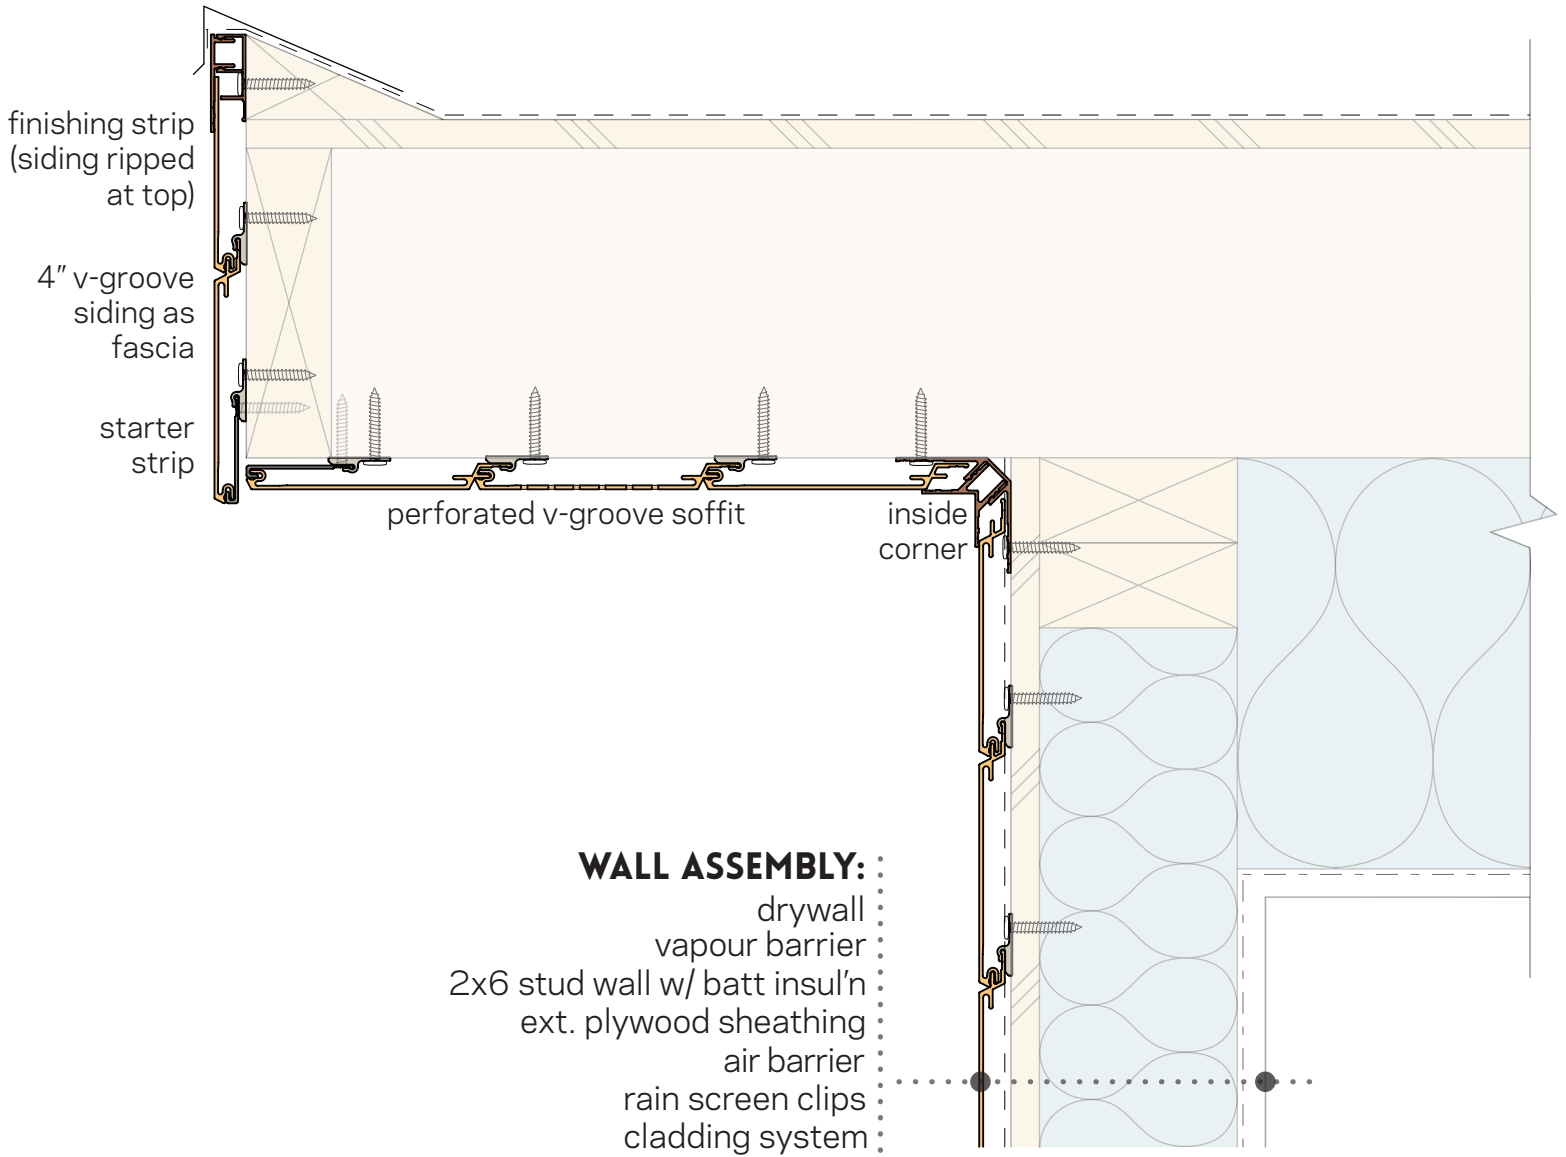 finishing strip
(siding ripped
at top)
4" v-groove
siding as
fascia
starter
strip
perforated v-groove soffit
inside
corner
WALL ASSEMBLY:
drywall
vapour barrier
2x6 stud wall w/ batt insul'n
ext. plywood sheathing
air barrier
rain screen clips
cladding system